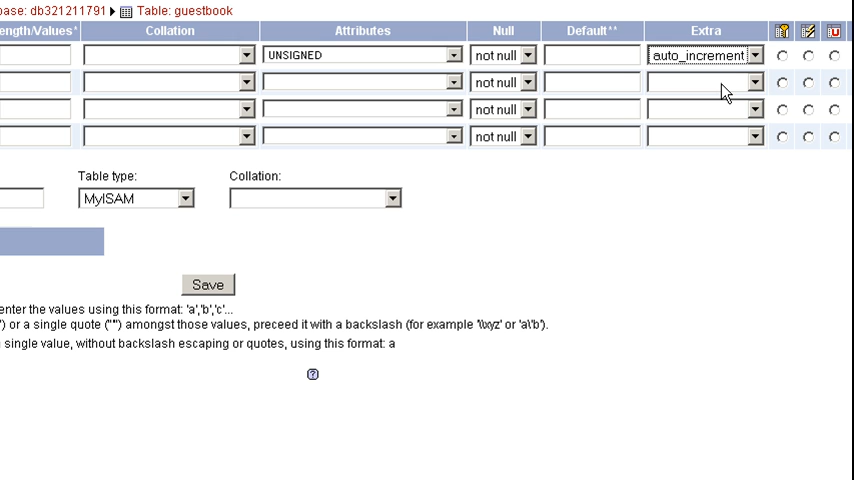 base: db321211791 ▸ Table: guestbook
ength/Values* Collation Attributes Null Default** Extra
UNSIGNED not null auto_increment
not null
not null
not null
Table type: Collation:
MyISAM
Save
enter the values using this format: 'a','b','c'...
') or a single quote ("'") amongst those values, preceed it with a backslash (for example '\\xyz' or 'a\'b').
single value, without backslash escaping or quotes, using this format: a